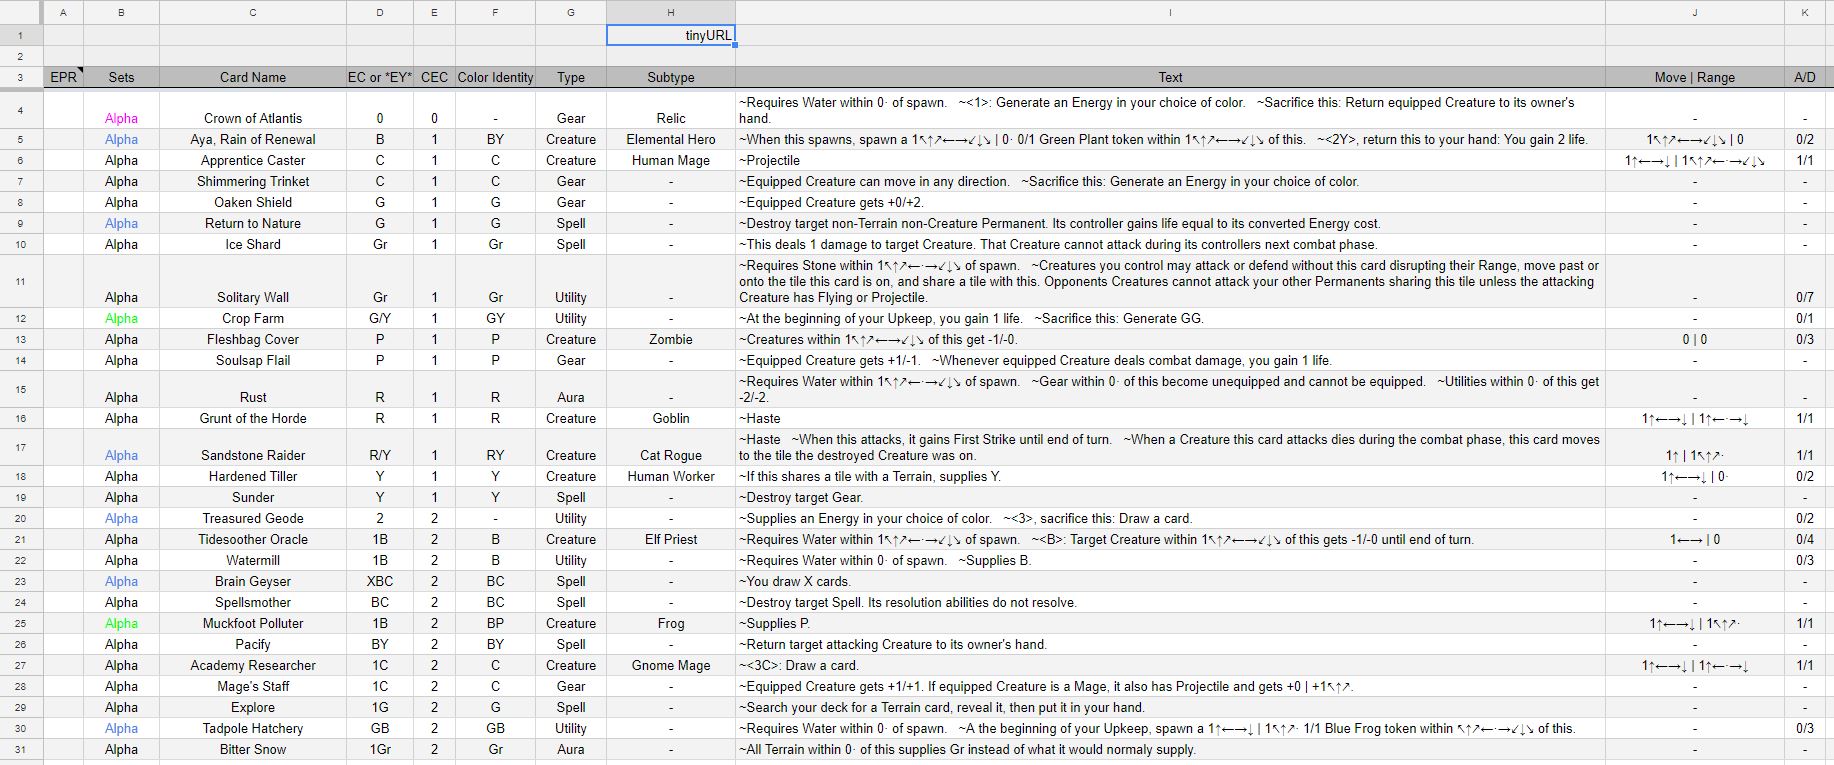 A B C D E F G H I J K
1 tinyURL
2
3 EPR Sets Card Name EC or *EY* CEC Color Identity Type Subtype Text Move | Range A/D
4 Alpha Crown of Atlantis 0 0 - Gear Relic ~Requires Water within 0· of spawn. ~<1>: Generate an Energy in your choice of color. ~Sacrifice this: Return equipped Creature to its owner's
hand. - -
5 Alpha Aya, Rain of Renewal B 1 BY Creature Elemental Hero ~When this spawns, spawn a 1↖↑↗←→↙↓↘ | 0· 0/1 Green Plant token within 1↖↑↗←→↙↓↘ of this. ~<2Y>, return this to your hand: You gain 2 life. 1↖↑↗←→↙↓↘ | 0 0/2
6 Alpha Apprentice Caster C 1 C Creature Human Mage ~Projectile 1↑←→↓ | 1↖↑↗←·→↙↓↘ 1/1
7 Alpha Shimmering Trinket C 1 C Gear - ~Equipped Creature can move in any direction. ~Sacrifice this: Generate an Energy in your choice of color. - -
8 Alpha Oaken Shield G 1 G Gear - ~Equipped Creature gets +0/+2. - -
9 Alpha Return to Nature G 1 G Spell - ~Destroy target non-Terrain non-Creature Permanent. Its controller gains life equal to its converted Energy cost. - -
10 Alpha Ice Shard Gr 1 Gr Spell - ~This deals 1 damage to target Creature. That Creature cannot attack during its controllers next combat phase. - -
11 Alpha Solitary Wall Gr 1 Gr Utility - ~Requires Stone within 1↖↑↗←·→↙↓↘ of spawn. ~Creatures you control may attack or defend without this card disrupting their Range, move past or
onto the tile this card is on, and share a tile with this. Opponents Creatures cannot attack your other Permanents sharing this tile unless the attacking
Creature has Flying or Projectile. - 0/7
12 Alpha Crop Farm G/Y 1 GY Utility - ~At the beginning of your Upkeep, you gain 1 life. ~Sacrifice this: Generate GG. - 0/1
13 Alpha Fleshbag Cover P 1 P Creature Zombie ~Creatures within 1↖↑↗←→↙↓↘ of this get -1/-0. 0 | 0 0/3
14 Alpha Soulsap Flail P 1 P Gear - ~Equipped Creature gets +1/-1. ~Whenever equipped Creature deals combat damage, you gain 1 life. - -
15 Alpha Rust R 1 R Aura - ~Requires Water within 1↖↑↗←·→↙↓↘ of spawn. ~Gear within 0· of this become unequipped and cannot be equipped. ~Utilities within 0· of this get
-2/-2. - -
16 Alpha Grunt of the Horde R 1 R Creature Goblin ~Haste 1↑←→↓ | 1↑←·→↓ 1/1
17 Alpha Sandstone Raider R/Y 1 RY Creature Cat Rogue ~Haste ~When this attacks, it gains First Strike until end of turn. ~When a Creature this card attacks dies during the combat phase, this card moves
to the tile the destroyed Creature was on. 1↑ | 1↖↑↗· 1/1
18 Alpha Hardened Tiller Y 1 Y Creature Human Worker ~If this shares a tile with a Terrain, supplies Y. 1↑←→↓ | 0· 0/2
19 Alpha Sunder Y 1 Y Spell - ~Destroy target Gear. - -
20 Alpha Treasured Geode 2 2 - Utility - ~Supplies an Energy in your choice of color. ~<3>, sacrifice this: Draw a card. - 0/2
21 Alpha Tidesoother Oracle 1B 2 B Creature Elf Priest ~Requires Water within 1↖↑↗←·→↙↓↘ of spawn. ~<B>: Target Creature within 1↖↑↗←→↙↓↘ of this gets -1/-0 until end of turn. 1←→ | 0 0/4
22 Alpha Watermill 1B 2 B Utility - ~Requires Water within 0· of spawn. ~Supplies B. - 0/3
23 Alpha Brain Geyser XBC 2 BC Spell - ~You draw X cards. - -
24 Alpha Spellsmother BC 2 BC Spell - ~Destroy target Spell. Its resolution abilities do not resolve. - -
25 Alpha Muckfoot Polluter 1B 2 BP Creature Frog ~Supplies P. 1↑←→↓ | 1↖↑↗· 1/1
26 Alpha Pacify BY 2 BY Spell - ~Return target attacking Creature to its owner's hand. - -
27 Alpha Academy Researcher 1C 2 C Creature Gnome Mage ~<3C>: Draw a card. 1↑←→↓ | 1↑←·→↓ 1/1
28 Alpha Mage's Staff 1C 2 C Gear - ~Equipped Creature gets +1/+1. If equipped Creature is a Mage, it also has Projectile and gets +0 | +1↖↑↗. - -
29 Alpha Explore 1G 2 G Spell - ~Search your deck for a Terrain card, reveal it, then put it in your hand. - -
30 Alpha Tadpole Hatchery GB 2 GB Utility - ~Requires Water within 0· of spawn. ~A the beginning of your Upkeep, spawn a 1↑←→↓ | 1↖↑↗· 1/1 Blue Frog token within ↖↑↗←·→↙↓↘ of this. - 0/3
31 Alpha Bitter Snow 1Gr 2 Gr Aura - ~All Terrain within 0· of this supplies Gr instead of what it would normaly supply. - -